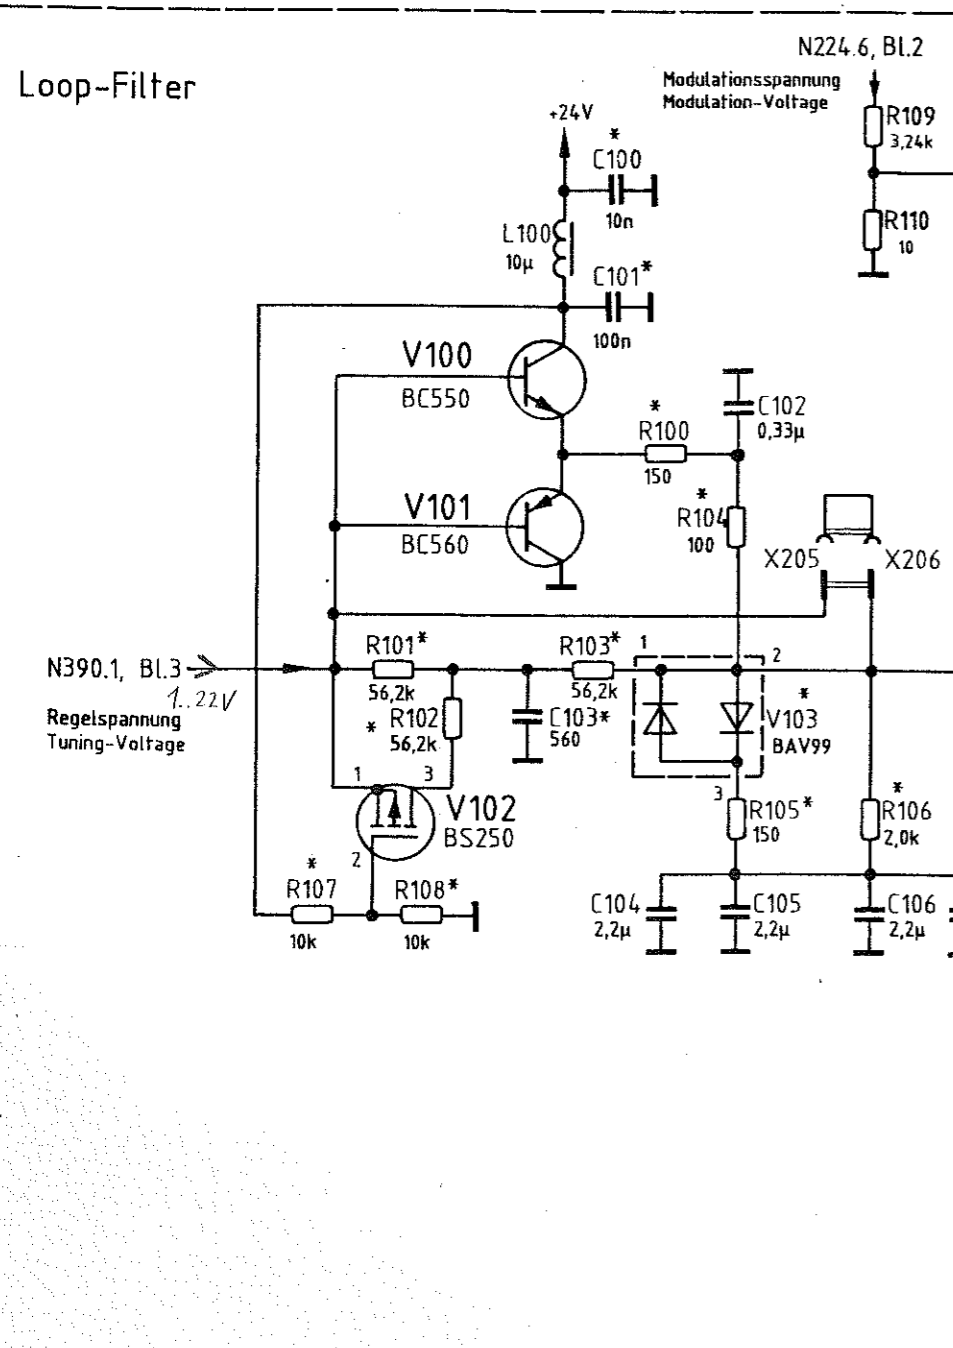 N224.6, Bl.2
Loop-Filter
Modulationsspannung
Modulation-Voltage
+24V
*
C100
10n
R109
3,24k
L100
10µ
R110
10
C101*
100n
V100
BC550
*
R100
150
C102
0,33µ
V101
BC560
*
R104
100
X205
X206
N390.1, Bl.3
1..22V
Regelspannung
Tuning-Voltage
R101*
56,2k
R103*
56,2k
1
2
* R102
56,2k
C103*
560
*
V103
BAV99
1
3
2
V102
BS250
3
R105*
150
*
R106
2,0k
*
R107
10k
R108*
10k
C104
2,2µ
C105
2,2µ
C106
2,2µ